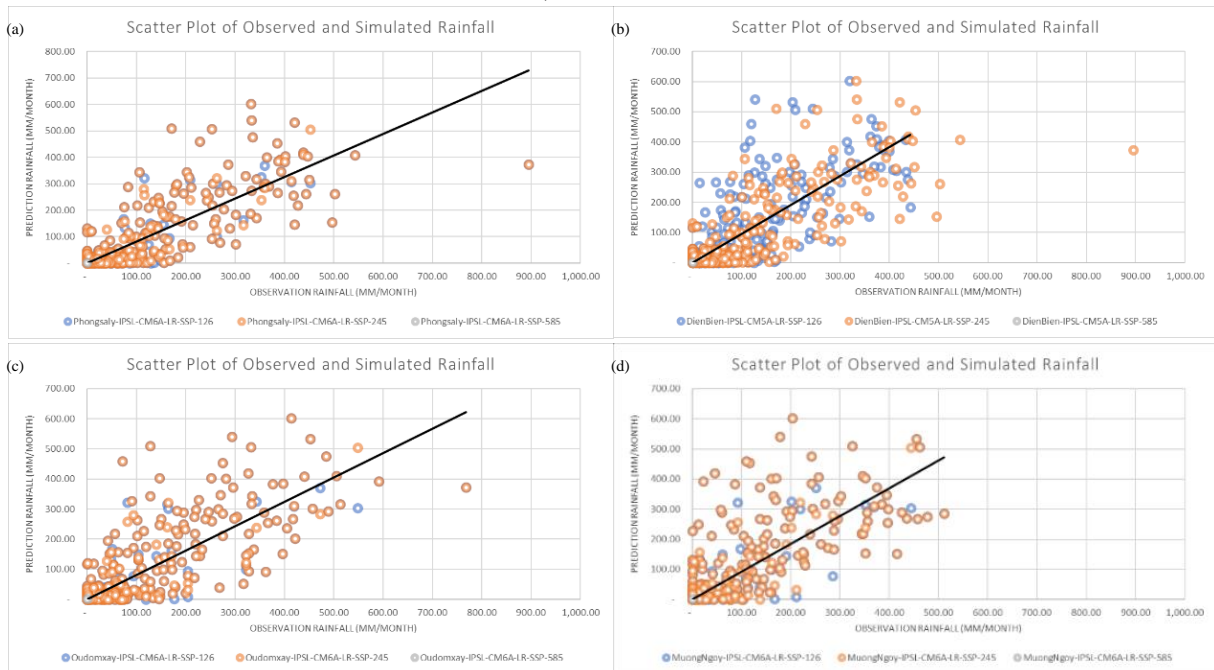 (a)
Scatter Plot of Observed and Simulated Rainfall
800.00
700.00
600.00
500.00
400.00
300.00
200.00
100.00
-
PREDICTION RAINFALL (MM/MONTH)
100.00 200.00 300.00 400.00 500.00 600.00 700.00 800.00 900.00 1,000.00
OBSERVATION RAINFALL (MM/MONTH)
Phongsaly-IPSL-CM6A-LR-SSP-126 Phongsaly-IPSL-CM6A-LR-SSP-245 Phongsaly-IPSL-CM6A-LR-SSP-585
(b)
Scatter Plot of Observed and Simulated Rainfall
700.00
600.00
500.00
400.00
300.00
200.00
100.00
-
PREDICTION RAINFALL (MM/MONTH)
100.00 200.00 300.00 400.00 500.00 600.00 700.00 800.00 900.00 1,000.00
OBSERVATION RAINFALL (MM/MONTH)
DienBien-IPSL-CM5A-LR-SSP-126 DienBien-IPSL-CM5A-LR-SSP-245 DienBien-IPSL-CM5A-LR-SSP-585
(c)
Scatter Plot of Observed and Simulated Rainfall
700.00
600.00
500.00
400.00
300.00
200.00
100.00
-
PREDICTION RAINFALL (MM/MONTH)
100.00 200.00 300.00 400.00 500.00 600.00 700.00 800.00 900.00 1,000.00
OBSERVATION RAINFALL (MM/MONTH)
Oudomxay-IPSL-CM6A-LR-SSP-126 Oudomxay-IPSL-CM6A-LR-SSP-245 Oudomxay-IPSL-CM6A-LR-SSP-585
(d)
Scatter Plot of Observed and Simulated Rainfall
700.00
600.00
500.00
400.00
300.00
200.00
100.00
-
PREDICTION RAINFALL (MM/MONTH)
100.00 200.00 300.00 400.00 500.00 600.00 700.00 800.00 900.00 1,000.00
OBSERVATION RAINFALL (MM/MONTH)
MuongNgoy-IPSL-CM6A-LR-SSP-126 MuongNgoy-IPSL-CM6A-LR-SSP-245 MuongNgoy-IPSL-CM6A-LR-SSP-585